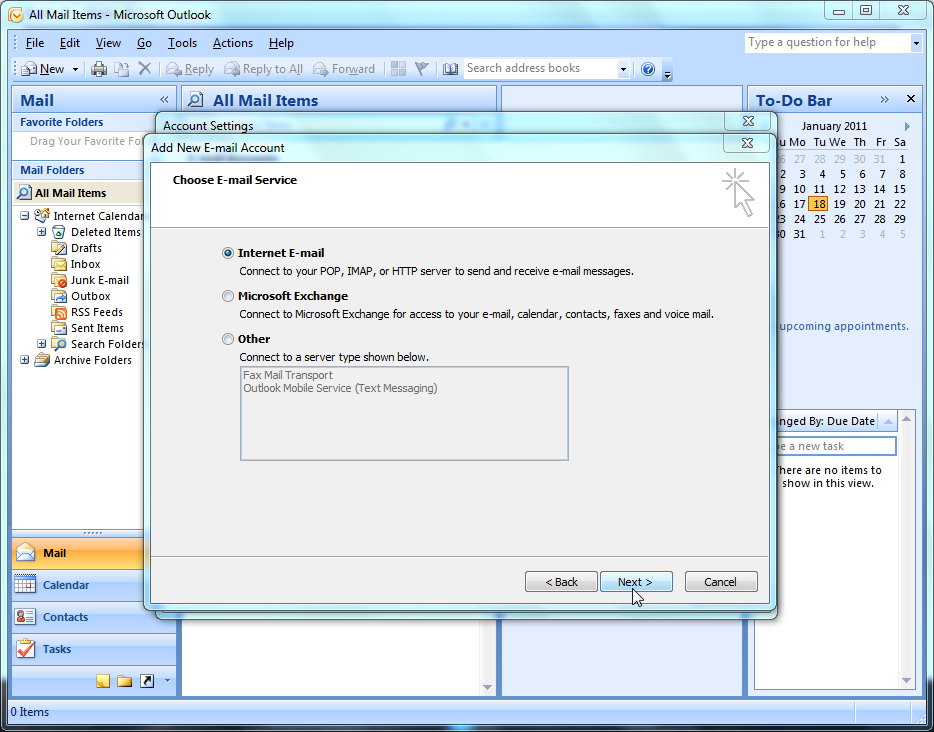 All Mail Items - Microsoft Outlook
File Edit View Go Tools Actions Help
Type a question for help
New Reply Reply to All Forward Search address books
Mail «
All Mail Items
To-Do Bar »
Favorite Folders
Drag Your Favorite Fo
Mail Folders
All Mail Items
Internet Calendar
Deleted Items
Drafts
Inbox
Junk E-mail
Outbox
RSS Feeds
Sent Items
Search Folders
Archive Folders
Mail
Calendar
Contacts
Tasks
0 Items
Account Settings
Add New E-mail Account
Choose E-mail Service
Internet E-mail
Connect to your POP, IMAP, or HTTP server to send and receive e-mail messages.
Microsoft Exchange
Connect to Microsoft Exchange for access to your e-mail, calendar, contacts, faxes and voice mail.
Other
Connect to a server type shown below.
Fax Mail Transport
Outlook Mobile Service (Text Messaging)
< Back Next > Cancel
January 2011
u Mo Tu We Th Fr Sa
6 27 28 29 30 31 1
2 3 4 5 6 7 8
9 10 11 12 13 14 15
6 17 18 19 20 21 22
3 24 25 26 27 28 29
0 31 1 2 3 4 5
upcoming appointments.
nged By: Due Date
e a new task
here are no items to
show in this view.